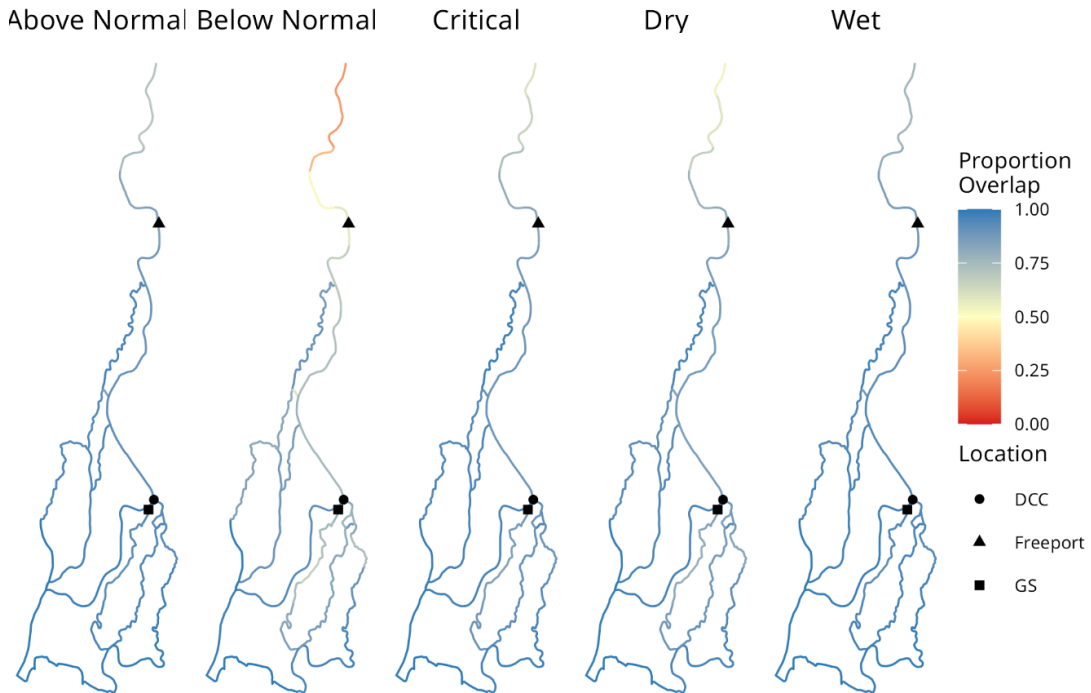 Above Normal Below Normal Critical Dry Wet
Proportion
Overlap
1.00
0.75
0.50
0.25
0.00
Location
DCC
Freeport
GS